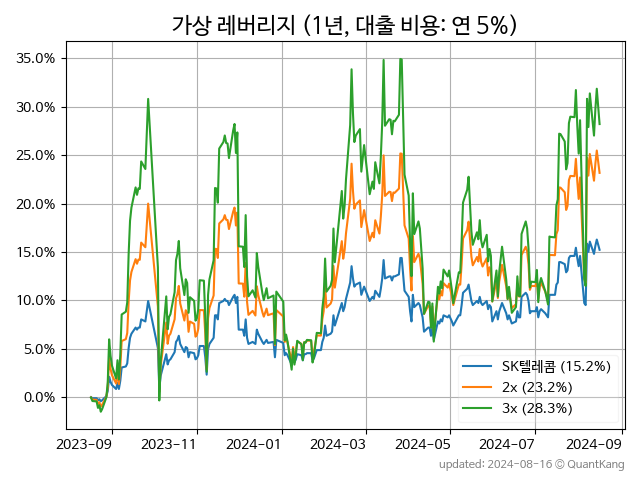 가상 레버리지 (1년, 대출 비용: 연 5%)
35.0%
30.0%
25.0%
20.0%
15.0%
10.0%
5.0%
0.0%
SK텔레콤 (15.2%)
2x (23.2%)
3x (28.3%)
2023-09 2023-11 2024-01 2024-03 2024-05 2024-07 2024-09
updated: 2024-08-16 © QuantKang